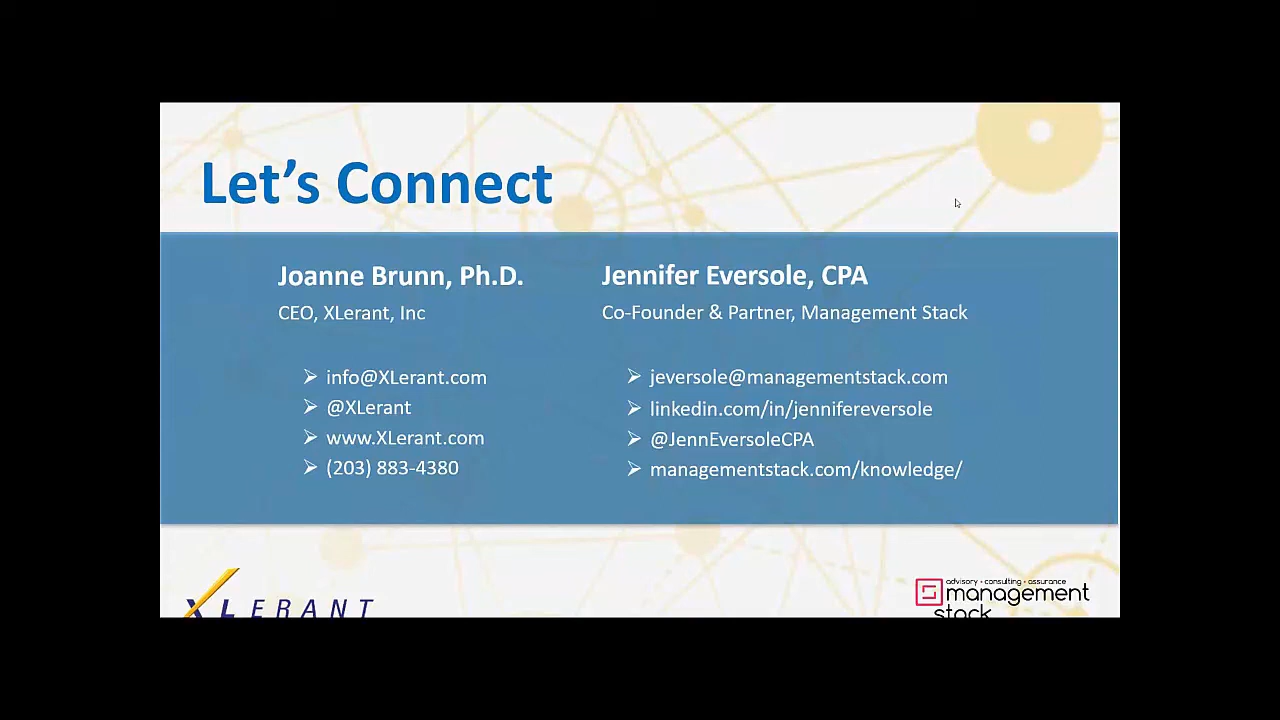 Let's Connect
Joanne Brunn, Ph.D.
CEO, XLerant, Inc
➢ info@XLerant.com
➢ @XLerant
➢ www.XLerant.com
➢ (203) 883-4380
Jennifer Eversole, CPA
Co-Founder & Partner, Management Stack
➢ jeversole@managementstack.com
➢ linkedin.com/in/jennifereversole
➢ @JennEversoleCPA
➢ managementstack.com/knowledge/
XLERANT
advisory • consulting • assurance
management
stack